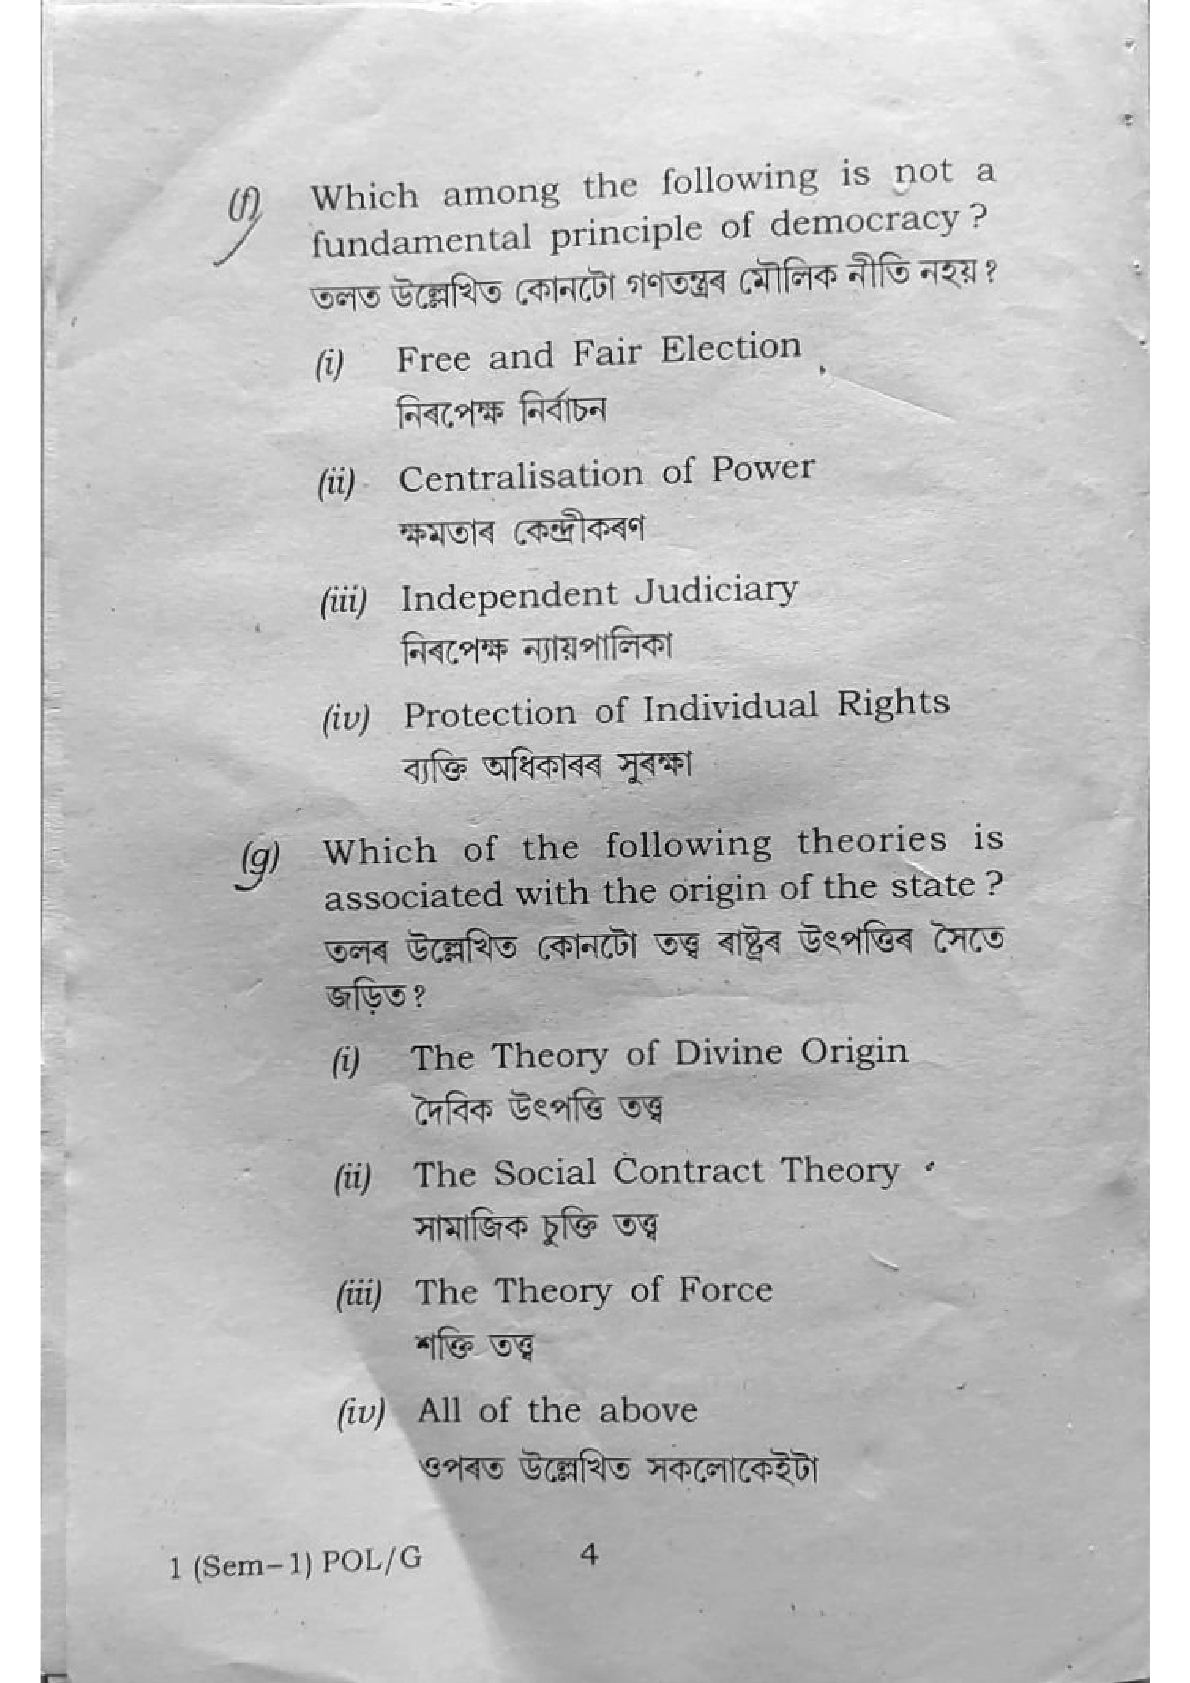 (f) Which among the following is not a
fundamental principle of democracy ?
তলত উল্লেখিত কোনটো গণতন্ত্ৰৰ মৌলিক নীতি নহয় ?
(i) Free and Fair Election
নিৰপেক্ষ নিৰ্বাচন
(ii) Centralisation of Power
ক্ষমতাৰ কেন্দ্ৰীকৰণ
(iii) Independent Judiciary
নিৰপেক্ষ ন্যায়পালিকা
(iv) Protection of Individual Rights
ব্যক্তি অধিকাৰৰ সুৰক্ষা
(g) Which of the following theories is
associated with the origin of the state ?
তলৰ উল্লেখিত কোনটো তত্ত্ব ৰাষ্ট্ৰৰ উৎপত্তিৰ সৈতে
জড়িত ?
(i) The Theory of Divine Origin
দৈবিক উৎপত্তি তত্ত্ব
(ii) The Social Contract Theory
সামাজিক চুক্তি তত্ত্ব
(iii) The Theory of Force
শক্তি তত্ত্ব
(iv) All of the above
ওপৰত উল্লেখিত সকলোকেইটা
1 (Sem–1) POL/G 4